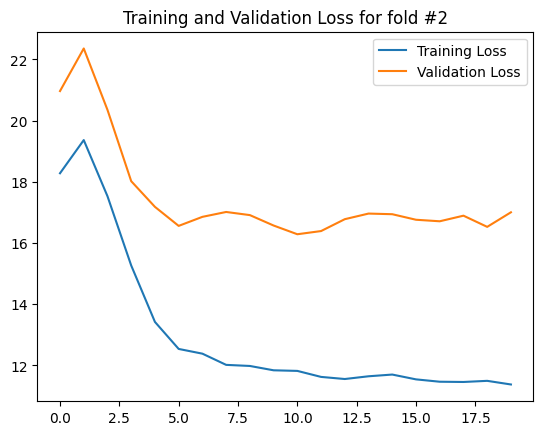 Training and Validation Loss for fold #2
Training Loss
Validation Loss
22
20
18
16
14
12
0.0 2.5 5.0 7.5 10.0 12.5 15.0 17.5